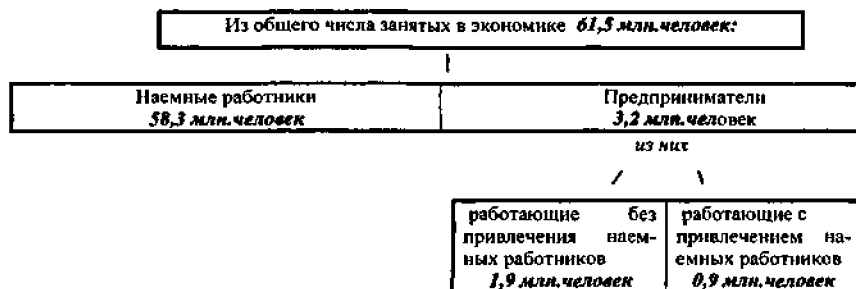 Из общего числа занятых в экономике 61,5 млн.человек:
Наемные работники
58,3 млн.человек
Предприниматели
3,2 млн.человек
из них
работающие без
привлечения наем-
ных работников
1,9 млн.человек
работающие с
привлечением на-
емных работников
0,9 млн.человек